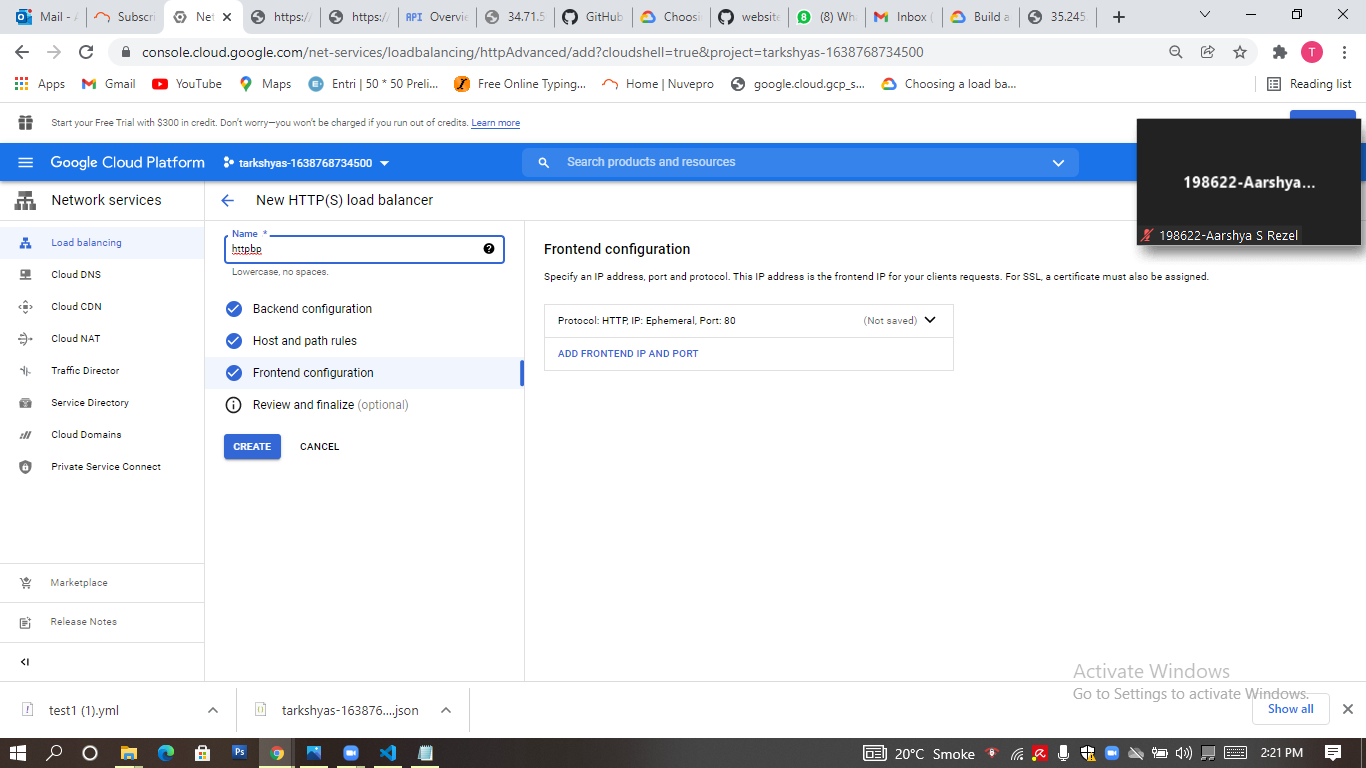 Mail - A
Subscri
Net
https:/
https:/
API Overvie
34.71.5
GitHub
Choosi
website
8 (8) Wh
Inbox (
Build a
35.245
console.cloud.google.com/net-services/loadbalancing/httpAdvanced/add?cloudshell=true&project=tarkshyas-1638768734500
T
Apps
Gmail
YouTube
Maps
Entri | 50 * 50 Preli...
Free Online Typing...
Home | Nuvepro
google.cloud.gcp_s...
Choosing a load ba...
Reading list
Start your Free Trial with $300 in credit. Don't worry—you won't be charged if you run out of credits. Learn more
Google Cloud Platform
tarkshyas-1638768734500
Search products and resources
198622-Aarshya...
198622-Aarshya S Rezel
Network services
New HTTP(S) load balancer
Load balancing
Cloud DNS
Cloud CDN
Cloud NAT
Traffic Director
Service Directory
Cloud Domains
Private Service Connect
Marketplace
Release Notes
Name *
httpbp
Lowercase, no spaces.
Backend configuration
Host and path rules
Frontend configuration
Review and finalize (optional)
CREATE
CANCEL
Frontend configuration
Specify an IP address, port and protocol. This IP address is the frontend IP for your clients requests. For SSL, a certificate must also be assigned.
Protocol: HTTP, IP: Ephemeral, Port: 80
(Not saved)
ADD FRONTEND IP AND PORT
Activate Windows
Go to Settings to activate Windows.
test1 (1).yml
tarkshyas-163876....json
Show all
Ps
20°C Smoke
2:21 PM